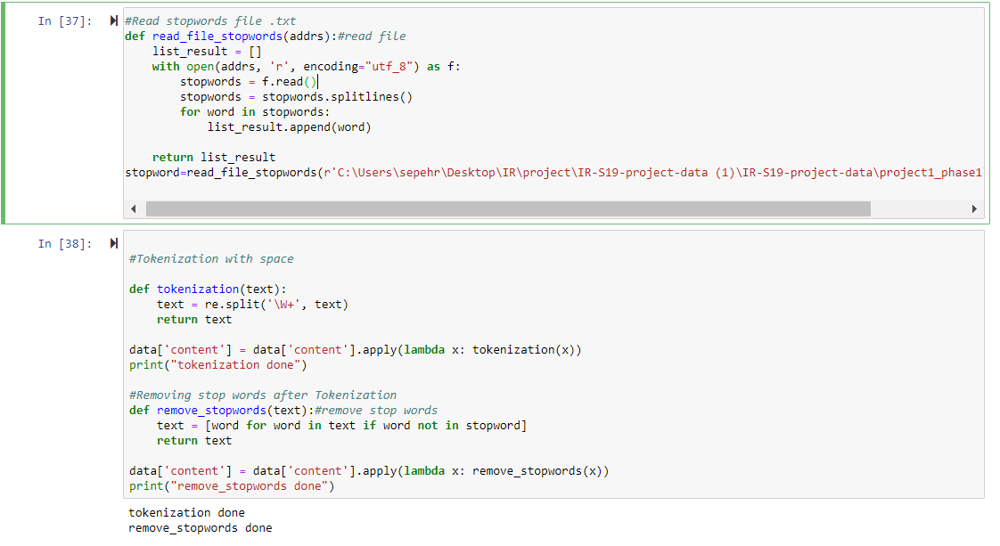 In [37]:
#Read stopwords file .txt
def read_file_stopwords(addrs):#read file
    list_result = []
    with open(addrs, 'r', encoding="utf_8") as f:
        stopwords = f.read()
        stopwords = stopwords.splitlines()
        for word in stopwords:
            list_result.append(word)
    return list_result
stopword=read_file_stopwords(r'C:\Users\sepehr\Desktop\IR\project\IR-S19-project-data (1)\IR-S19-project-data\project1_phase1
In [38]:
#Tokenization with space
def tokenization(text):
    text = re.split('\W+', text)
    return text
data['content'] = data['content'].apply(lambda x: tokenization(x))
print("tokenization done")
#Removing stop words after Tokenization
def remove_stopwords(text):#remove stop words
    text = [word for word in text if word not in stopword]
    return text
data['content'] = data['content'].apply(lambda x: remove_stopwords(x))
print("remove_stopwords done")
tokenization done
remove_stopwords done